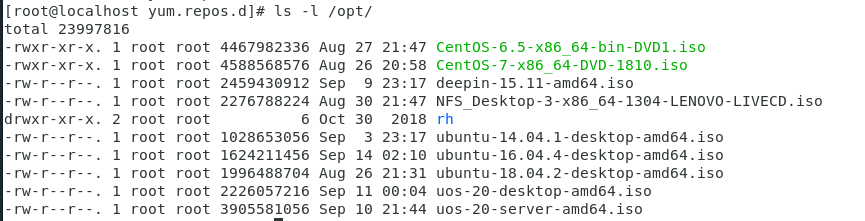 [root@localhost yum.repos.d]# ls -l /opt/
total 23997816
-rwxr-xr-x. 1 root root 4467982336 Aug 27 21:47 CentOS-6.5-x86_64-bin-DVD1.iso
-rwxr-xr-x. 1 root root 4588568576 Aug 26 20:58 CentOS-7-x86_64-DVD-1810.iso
-rw-r--r--. 1 root root 2459430912 Sep  9 23:17 deepin-15.11-amd64.iso
-rw-r--r--. 1 root root 2276788224 Aug 30 21:47 NFS_Desktop-3-x86_64-1304-LENOVO-LIVECD.iso
drwxr-xr-x. 2 root root          6 Oct 30  2018 rh
-rw-r--r--. 1 root root 1028653056 Sep  3 23:17 ubuntu-14.04.1-desktop-amd64.iso
-rw-r--r--. 1 root root 1624211456 Sep 14 02:10 ubuntu-16.04.4-desktop-amd64.iso
-rw-r--r--. 1 root root 1996488704 Aug 26 21:31 ubuntu-18.04.2-desktop-amd64.iso
-rw-r--r--. 1 root root 2226057216 Sep 11 00:04 uos-20-desktop-amd64.iso
-rw-r--r--. 1 root root 3905581056 Sep 10 21:44 uos-20-server-amd64.iso